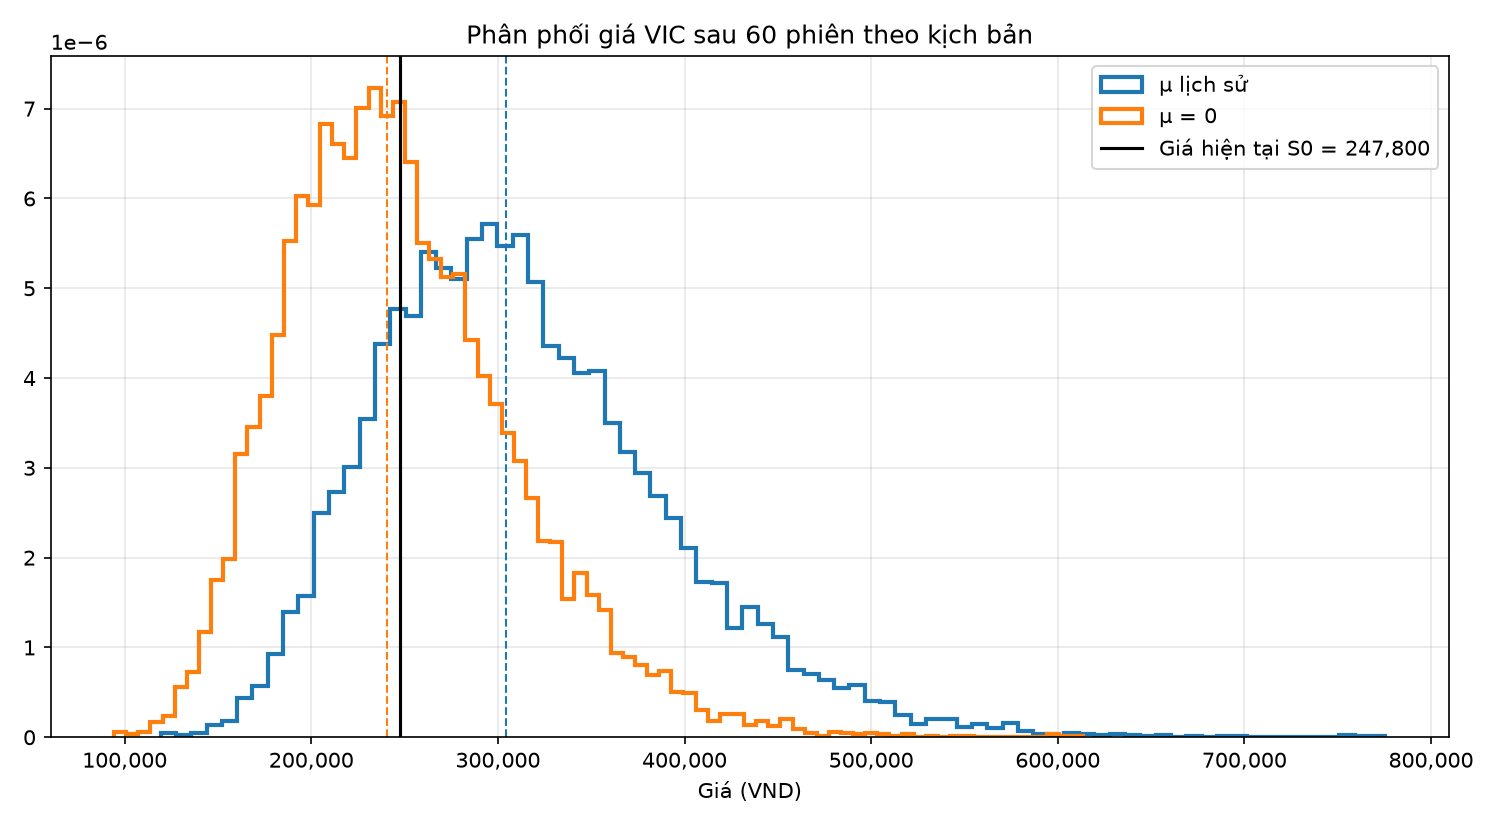 Phân phối giá VIC sau 60 phiên theo kịch bản
1e−6
μ lịch sử
μ = 0
Giá hiện tại S0 = 247,800
7
6
5
4
3
2
1
0
100,000 200,000 300,000 400,000 500,000 600,000 700,000 800,000
Giá (VND)